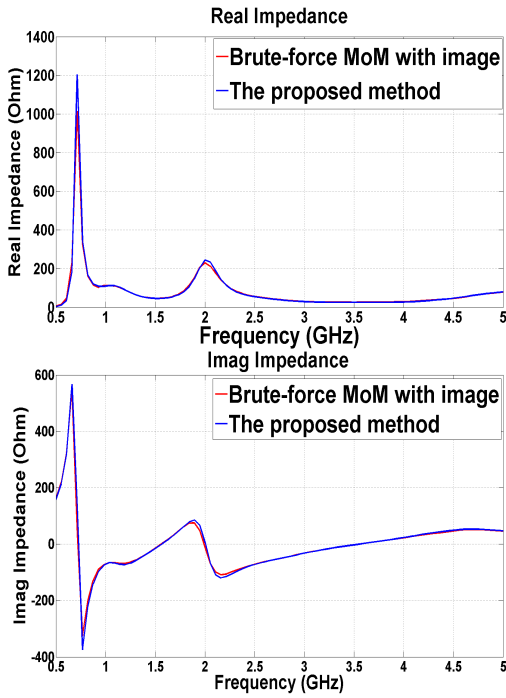 Real Impedance
1400
1200
1000
800
600
400
200
0
Real Impedance (Ohm)
Brute-force MoM with image
The proposed method
0.5 1 1.5 2 2.5 3 3.5 4 4.5 5
Frequency (GHz)
Imag Impedance
600
400
200
0
-200
-400
Imag Impedance (Ohm)
Brute-force MoM with image
The proposed method
0.5 1 1.5 2 2.5 3 3.5 4 4.5 5
Frequency (GHz)